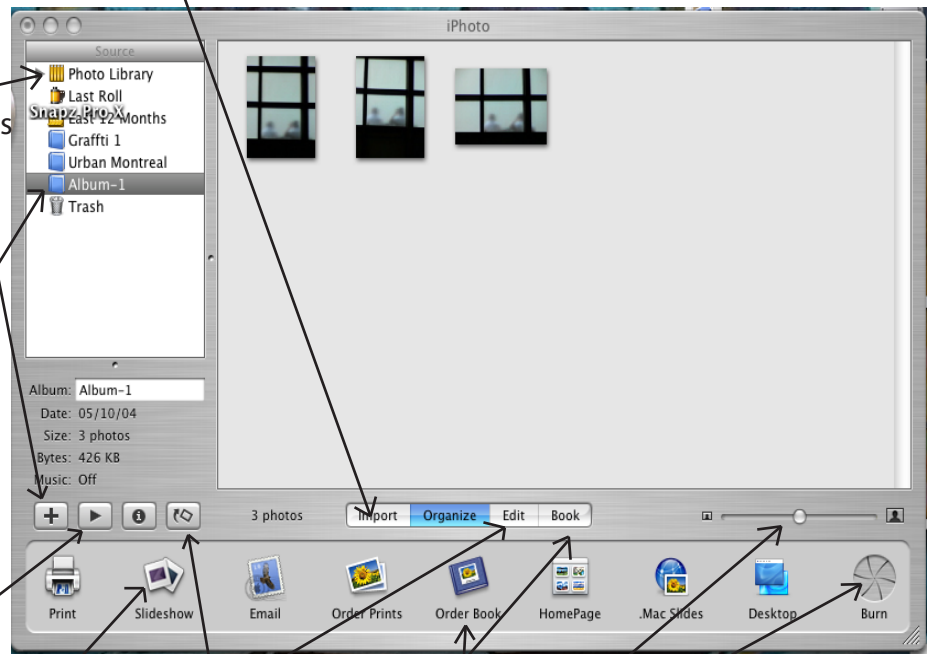 iPhoto
Source
Photo Library
Last Roll
Snapz Pro X
Last 12 Months
s
Graffti 1
Urban Montreal
Album-1
Trash
Album: Album-1
Date: 05/10/04
Size: 3 photos
Bytes: 426 KB
Music: Off
3 photos
Import Organize Edit Book
Print Slideshow Email Order Prints Order Book HomePage .Mac Slides Desktop Burn